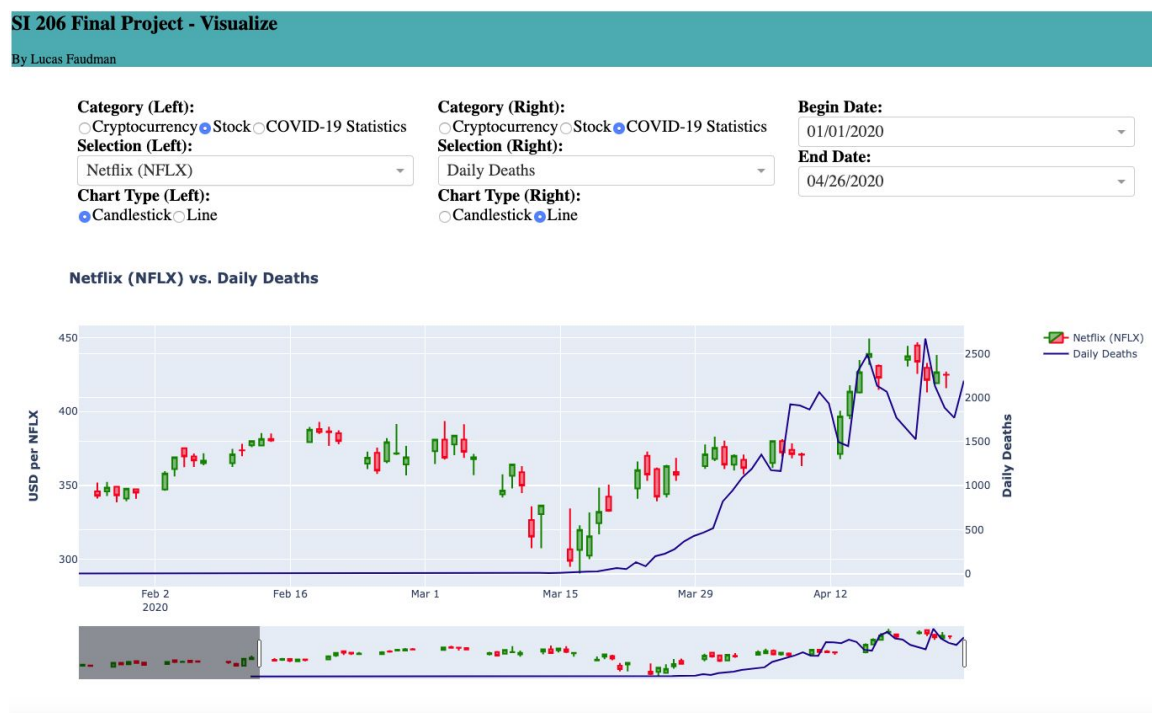 SI 206 Final Project - Visualize
By Lucas Faudman
Category (Left):
Cryptocurrency Stock COVID-19 Statistics
Selection (Left):
Netflix (NFLX)
Chart Type (Left):
Candlestick Line
Category (Right):
Cryptocurrency Stock COVID-19 Statistics
Selection (Right):
Daily Deaths
Chart Type (Right):
Candlestick Line
Begin Date:
01/01/2020
End Date:
04/26/2020
Netflix (NFLX) vs. Daily Deaths
USD per NFLX
450
400
350
300
Feb 2
2020
Feb 16
Mar 1
Mar 15
Mar 29
Apr 12
2500
2000
1500
1000
500
0
Daily Deaths
Netflix (NFLX)
Daily Deaths